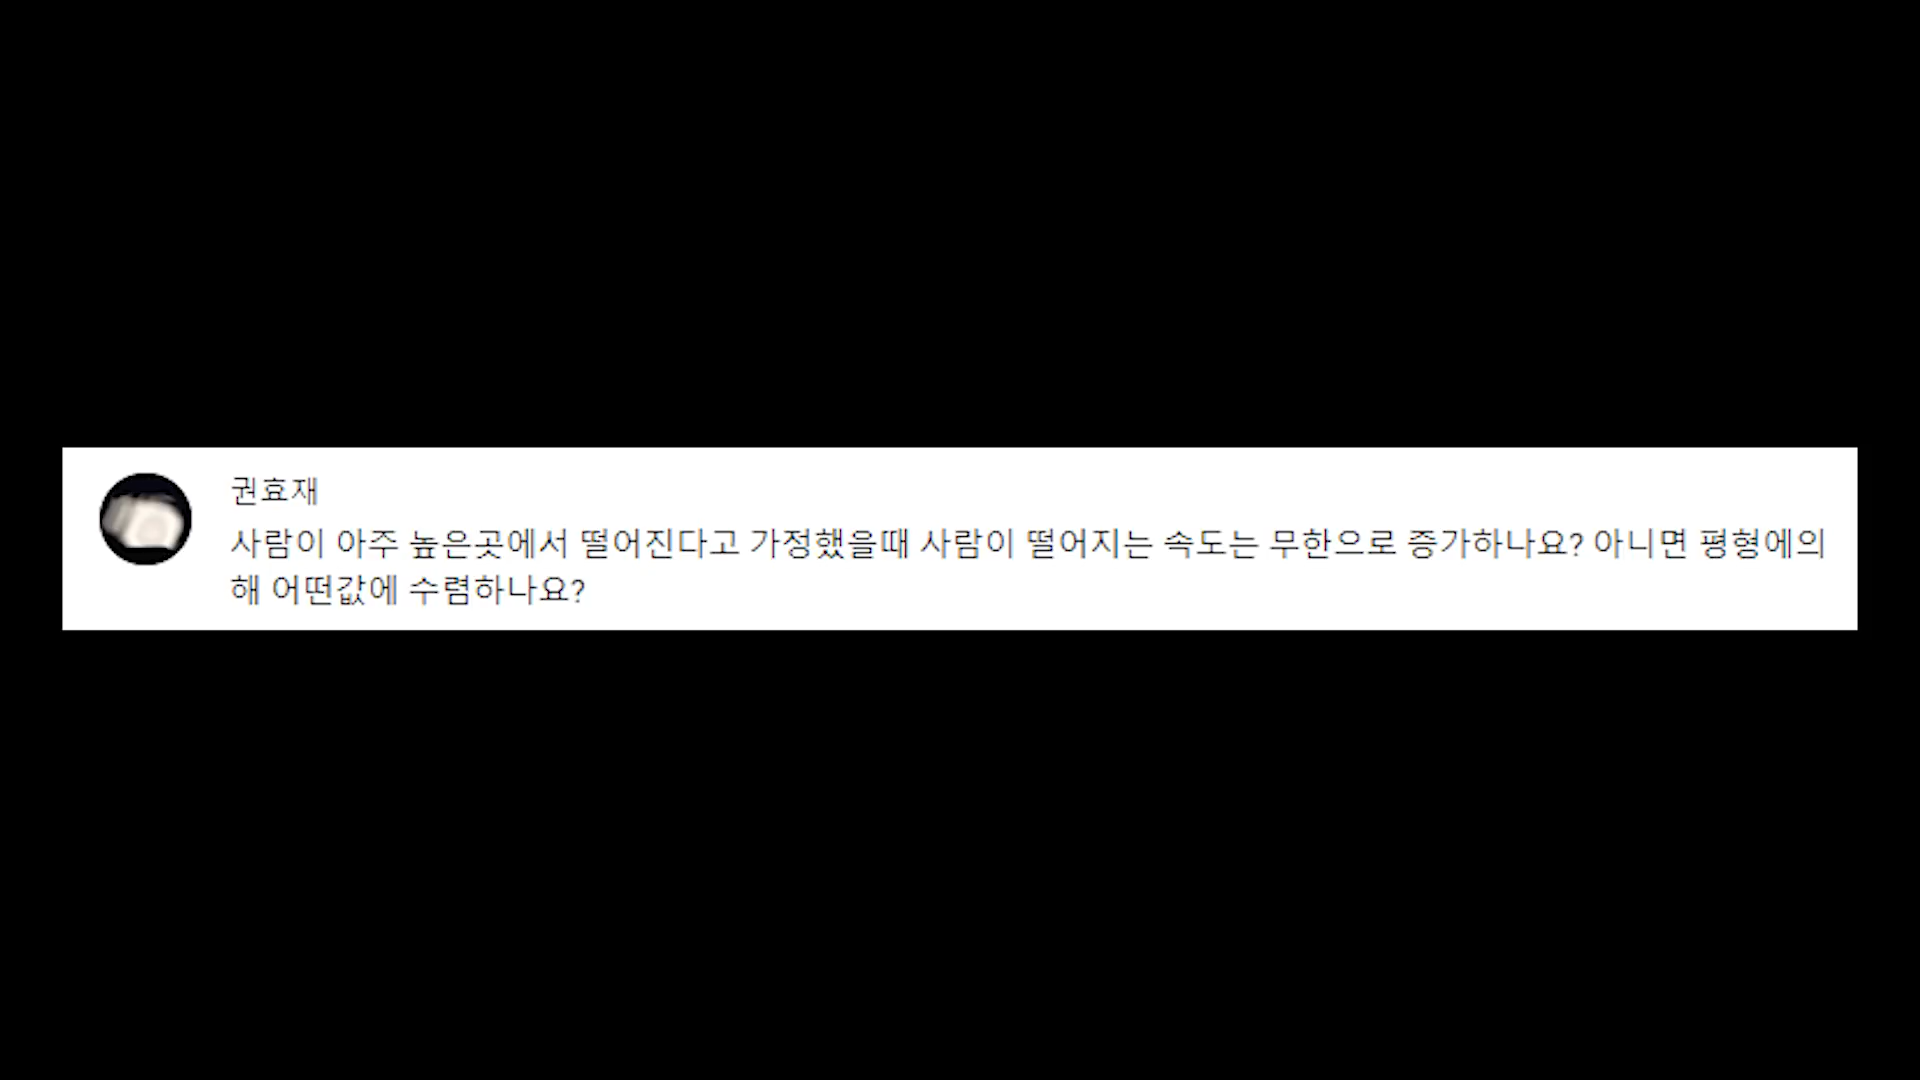 권효재
사람이 아주 높은곳에서 떨어진다고 가정했을때 사람이 떨어지는 속도는 무한으로 증가하나요? 아니면 평형에의
해 어떤값에 수렴하나요?